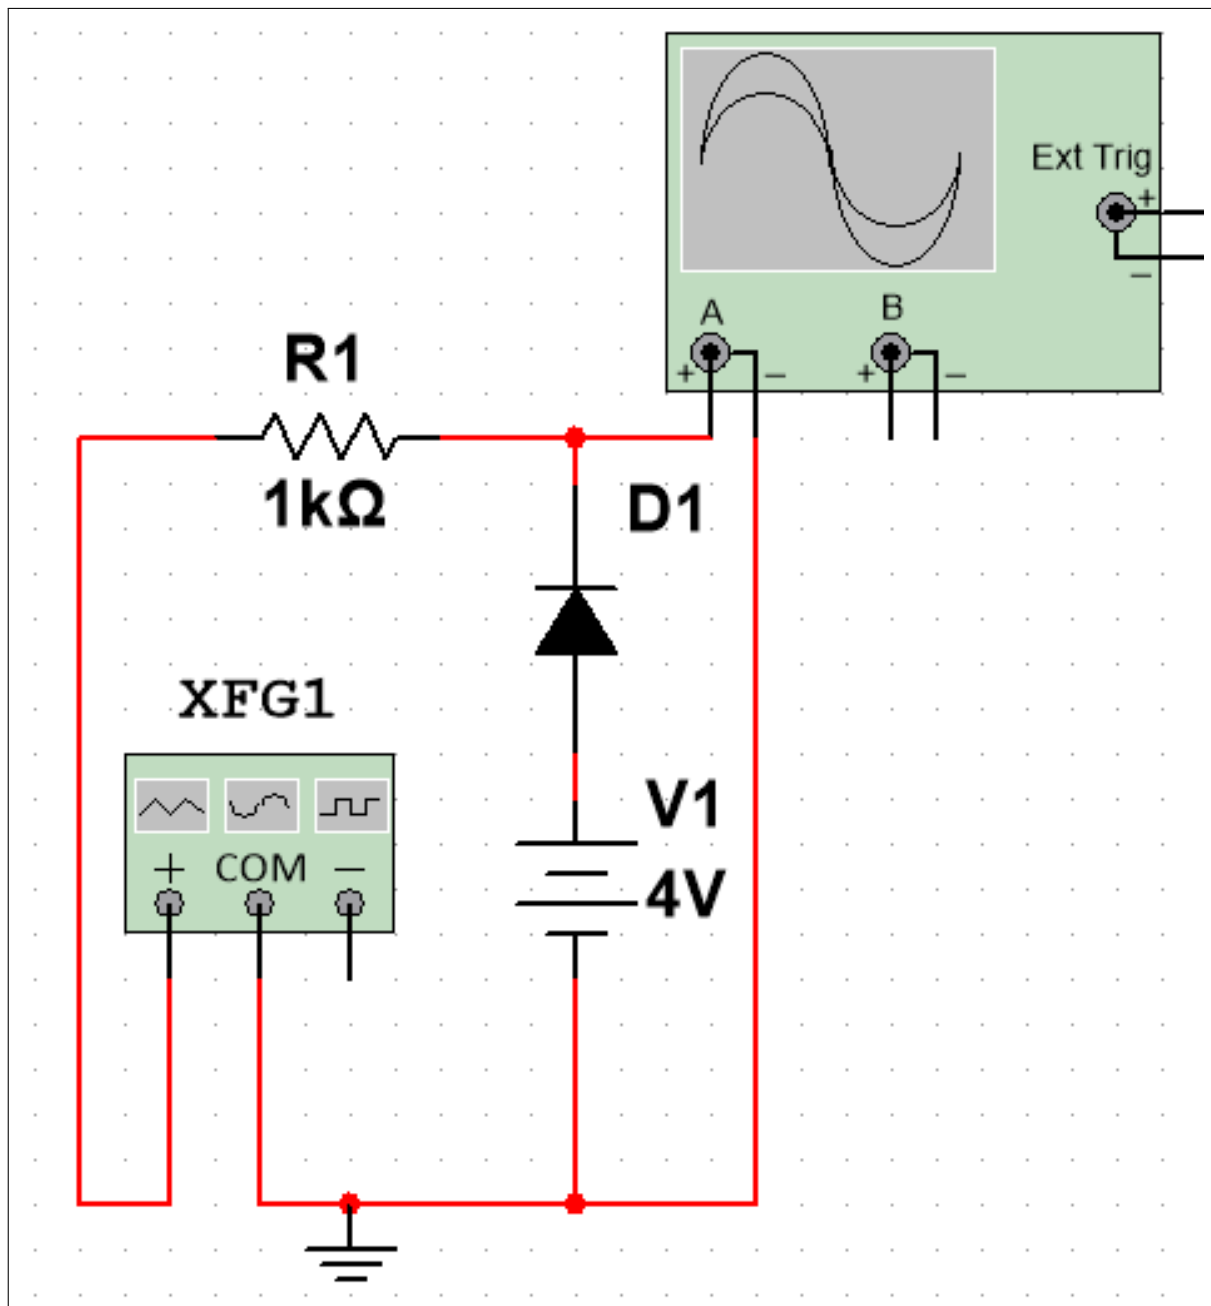 Ext Trig
+
−
A
B
+ − + −
R1
1kΩ
D1
XFG1
V1
+ COM −
4V